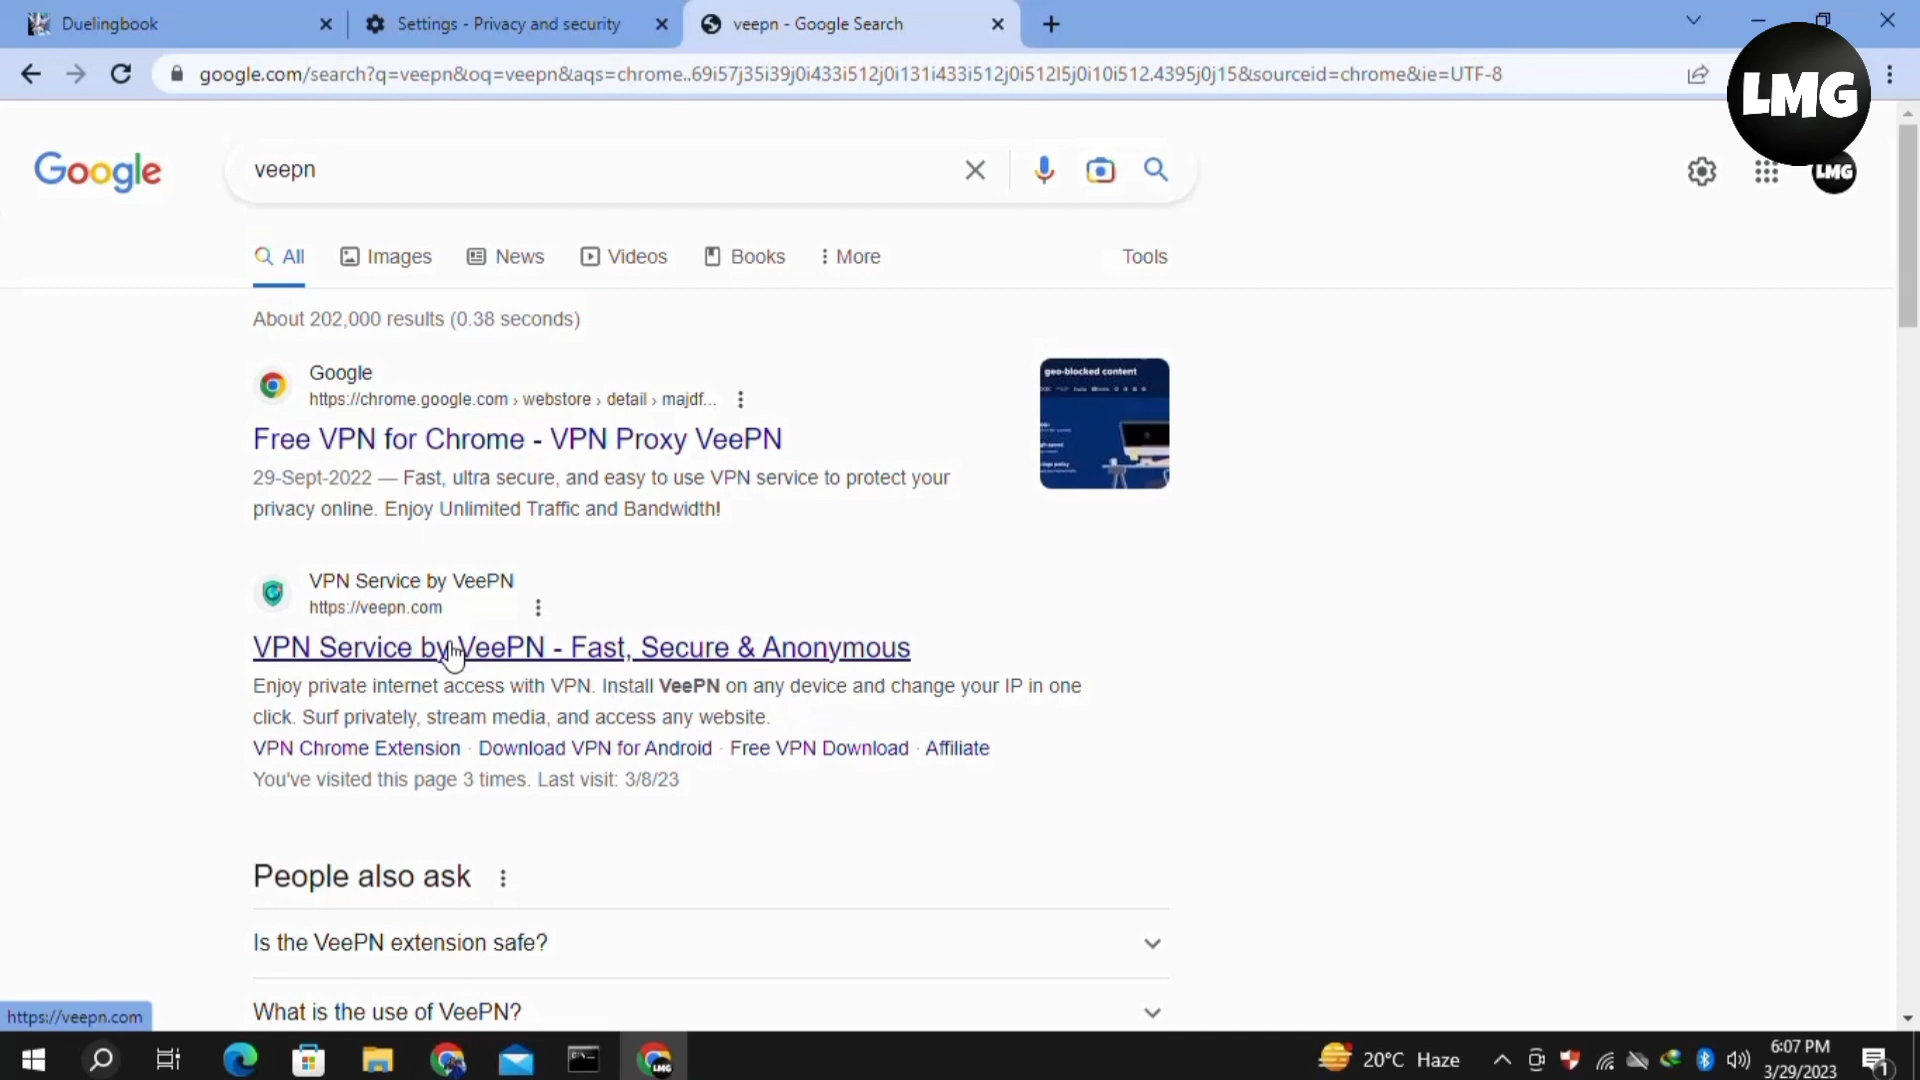 Duelingbook
Settings - Privacy and security
veepn - Google Search
google.com/search?q=veepn&oq=veepn&aqs=chrome..69i57j35i39j0i433i512j0i131i433i512j0i512l5j0i10i512.4395j0j15&sourceid=chrome&ie=UTF-8
LMG
Google
veepn
LMG
All
Images
News
Videos
Books
More
Tools
About 202,000 results (0.38 seconds)
Google
https://chrome.google.com › webstore › detail › majdf...
Free VPN for Chrome - VPN Proxy VeePN
29-Sept-2022 — Fast, ultra secure, and easy to use VPN service to protect your
privacy online. Enjoy Unlimited Traffic and Bandwidth!
geo-blocked content
VPN Service by VeePN
https://veepn.com
VPN Service by VeePN - Fast, Secure & Anonymous
Enjoy private internet access with VPN. Install VeePN on any device and change your IP in one
click. Surf privately, stream media, and access any website.
VPN Chrome Extension · Download VPN for Android · Free VPN Download · Affiliate
You've visited this page 3 times. Last visit: 3/8/23
People also ask
Is the VeePN extension safe?
What is the use of VeePN?
https://veepn.com
LMG
20°C Haze
6:07 PM
3/29/2023
1